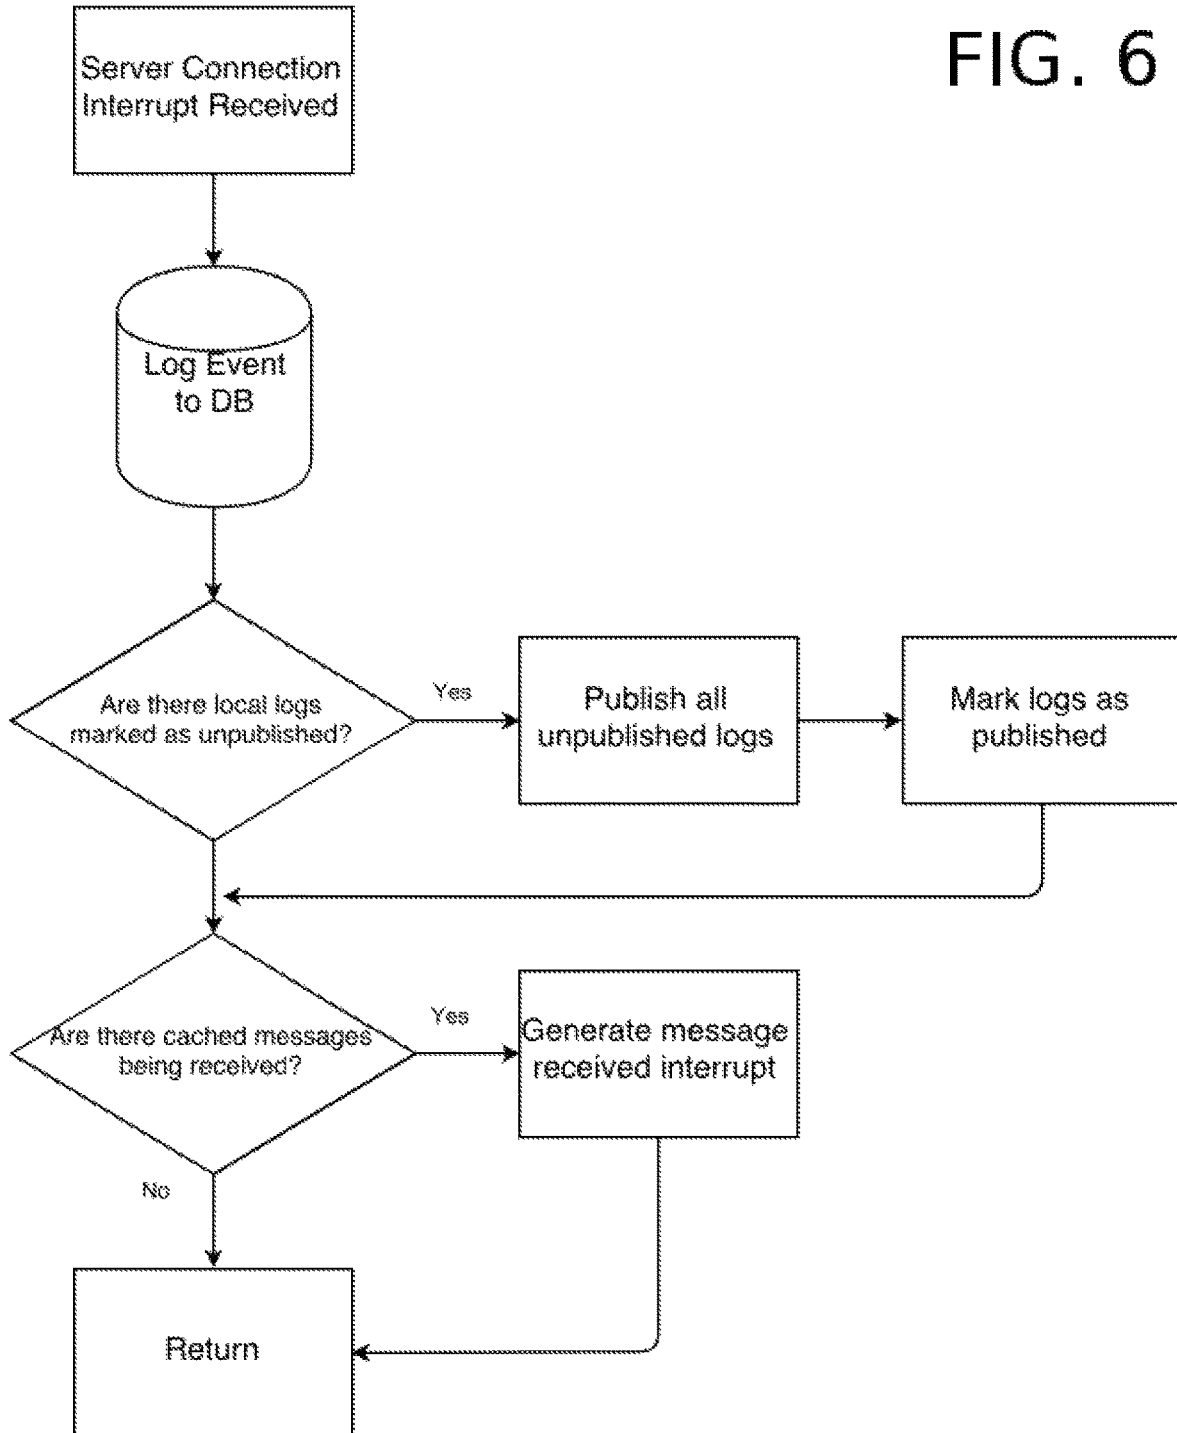 FIG. 6
Server Connection
Interrupt Received
Log Event
to DB
Are there local logs
marked as unpublished?
Yes
Publish all
unpublished logs
Mark logs as
published
Are there cached messages
being received?
Yes
Generate message
received interrupt
No
Return